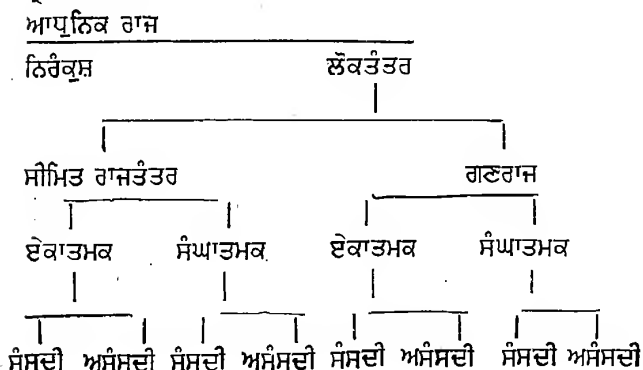 ਆਧੁਨਿਕ ਰਾਜ
ਨਿਰੰਕੁਸ਼ ਲੋਕਤੰਤਰ
ਸੀਮਿਤ ਰਾਜਤੰਤਰ ਗਣਰਾਜ
ਏਕਾਤਮਕ ਸੰਘਾਤਮਕ ਏਕਾਤਮਕ ਸੰਘਾਤਮਕ
ਸੰਸਦੀ ਅਸੰਸਦੀ ਸੰਸਦੀ ਅਸੰਸਦੀ ਸੰਸਦੀ ਅਸੰਸਦੀ ਸੰਸਦੀ ਅਸੰਸਦੀ